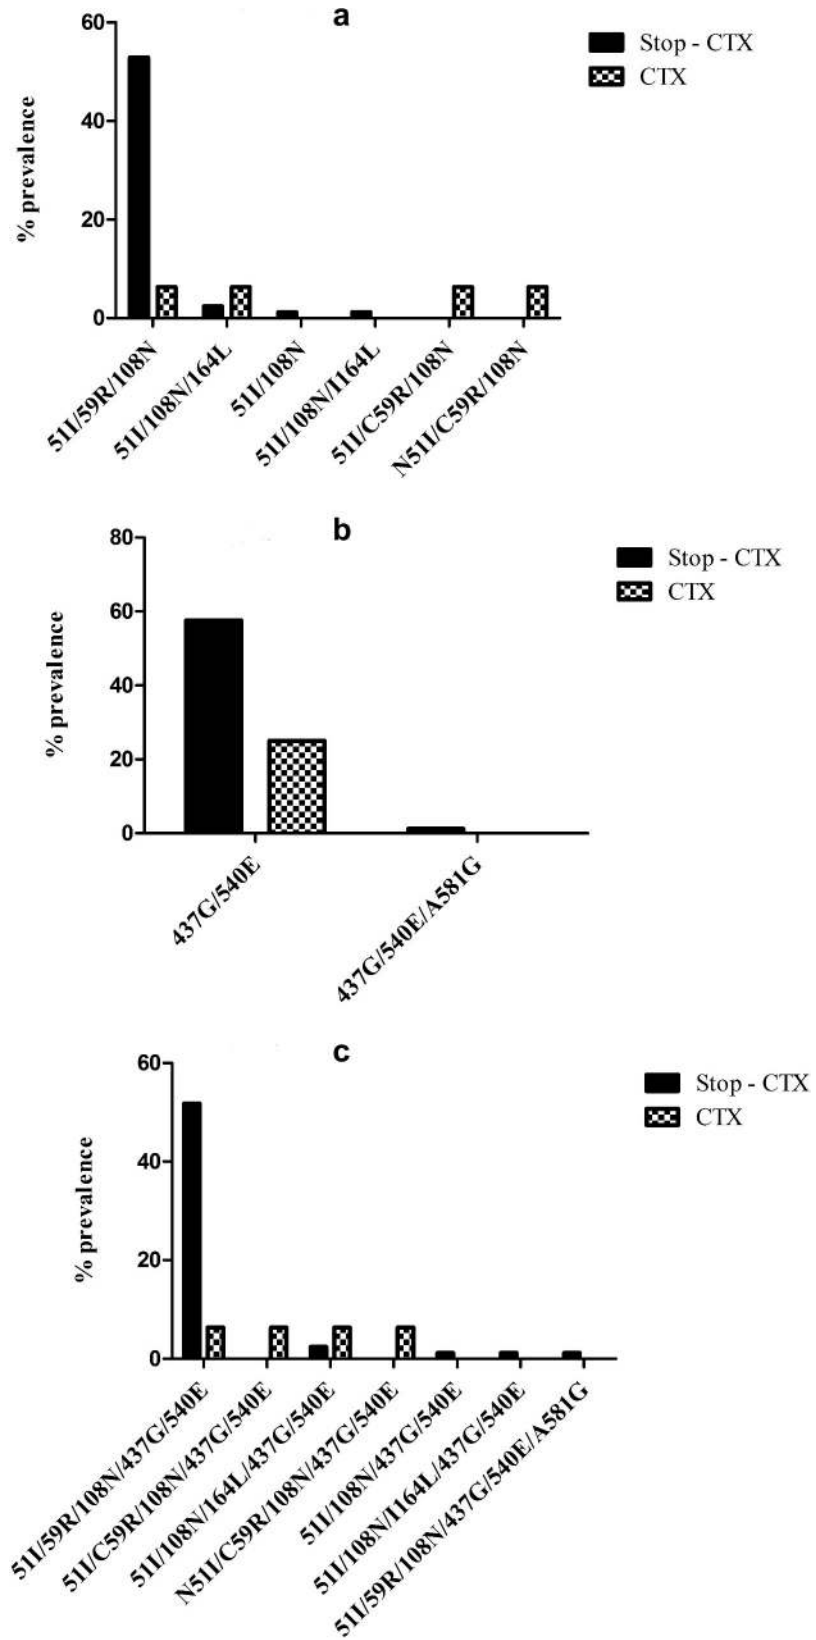 a
Stop - CTX
CTX
% prevalence
60
40
20
0
51I/59R/108N
51I/108N/164L
51I/108N
51I/108N/I164L
51I/C59R/108N
N51I/C59R/108N
b
Stop - CTX
CTX
% prevalence
80
60
40
20
0
437G/540E
437G/540E/A581G
c
Stop - CTX
CTX
% prevalence
60
40
20
0
51I/59R/108N/437G/540E
51I/C59R/108N/437G/540E
51I/108N/164L/437G/540E
N51I/C59R/108N/437G/540E
51I/108N/437G/540E
51I/108N/I164L/437G/540E
51I/59R/108N/437G/540E/A581G